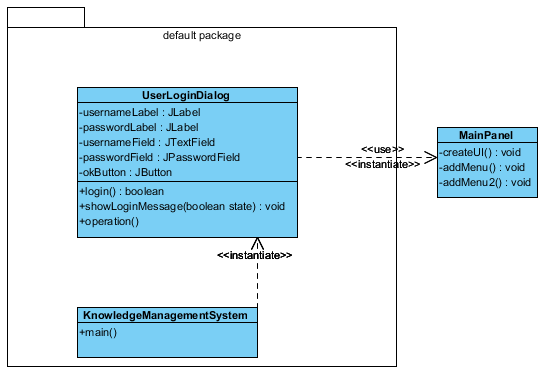 default package
UserLoginDialog
-usernameLabel : JLabel
-passwordLabel : JLabel
-usernameField : JTextField
-passwordField : JPasswordField
-okButton : JButton
+login() : boolean
+showLoginMessage(boolean state) : void
+operation()
<<use>>
<<instantiate>>
MainPanel
-createUI() : void
-addMenu() : void
-addMenu2() : void
<<instantiate>>
KnowledgeManagementSystem
+main()